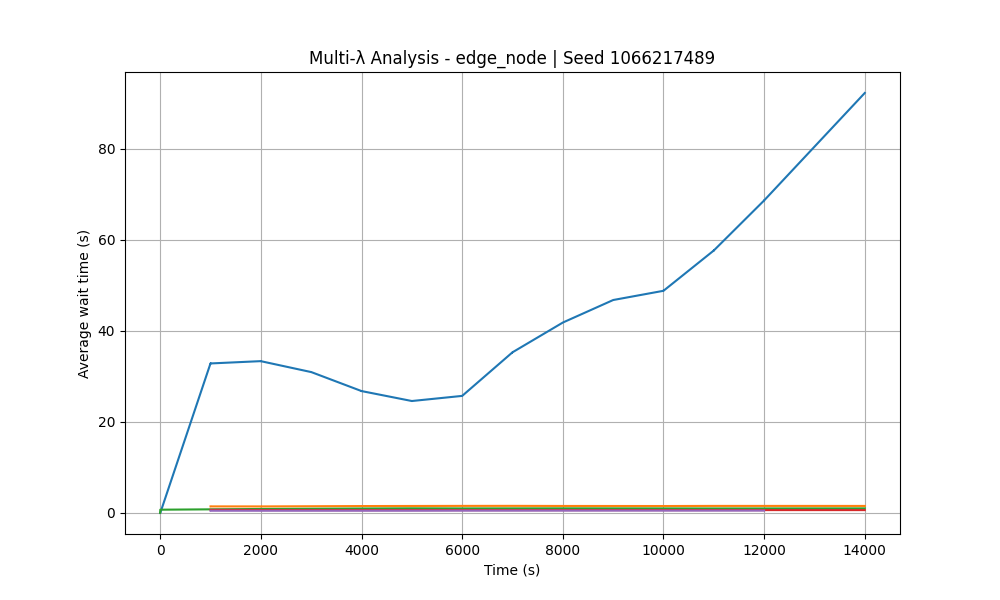 Multi-λ Analysis - edge_node | Seed 1066217489
Average wait time (s)
80
60
40
20
0
0 2000 4000 6000 8000 10000 12000 14000
Time (s)